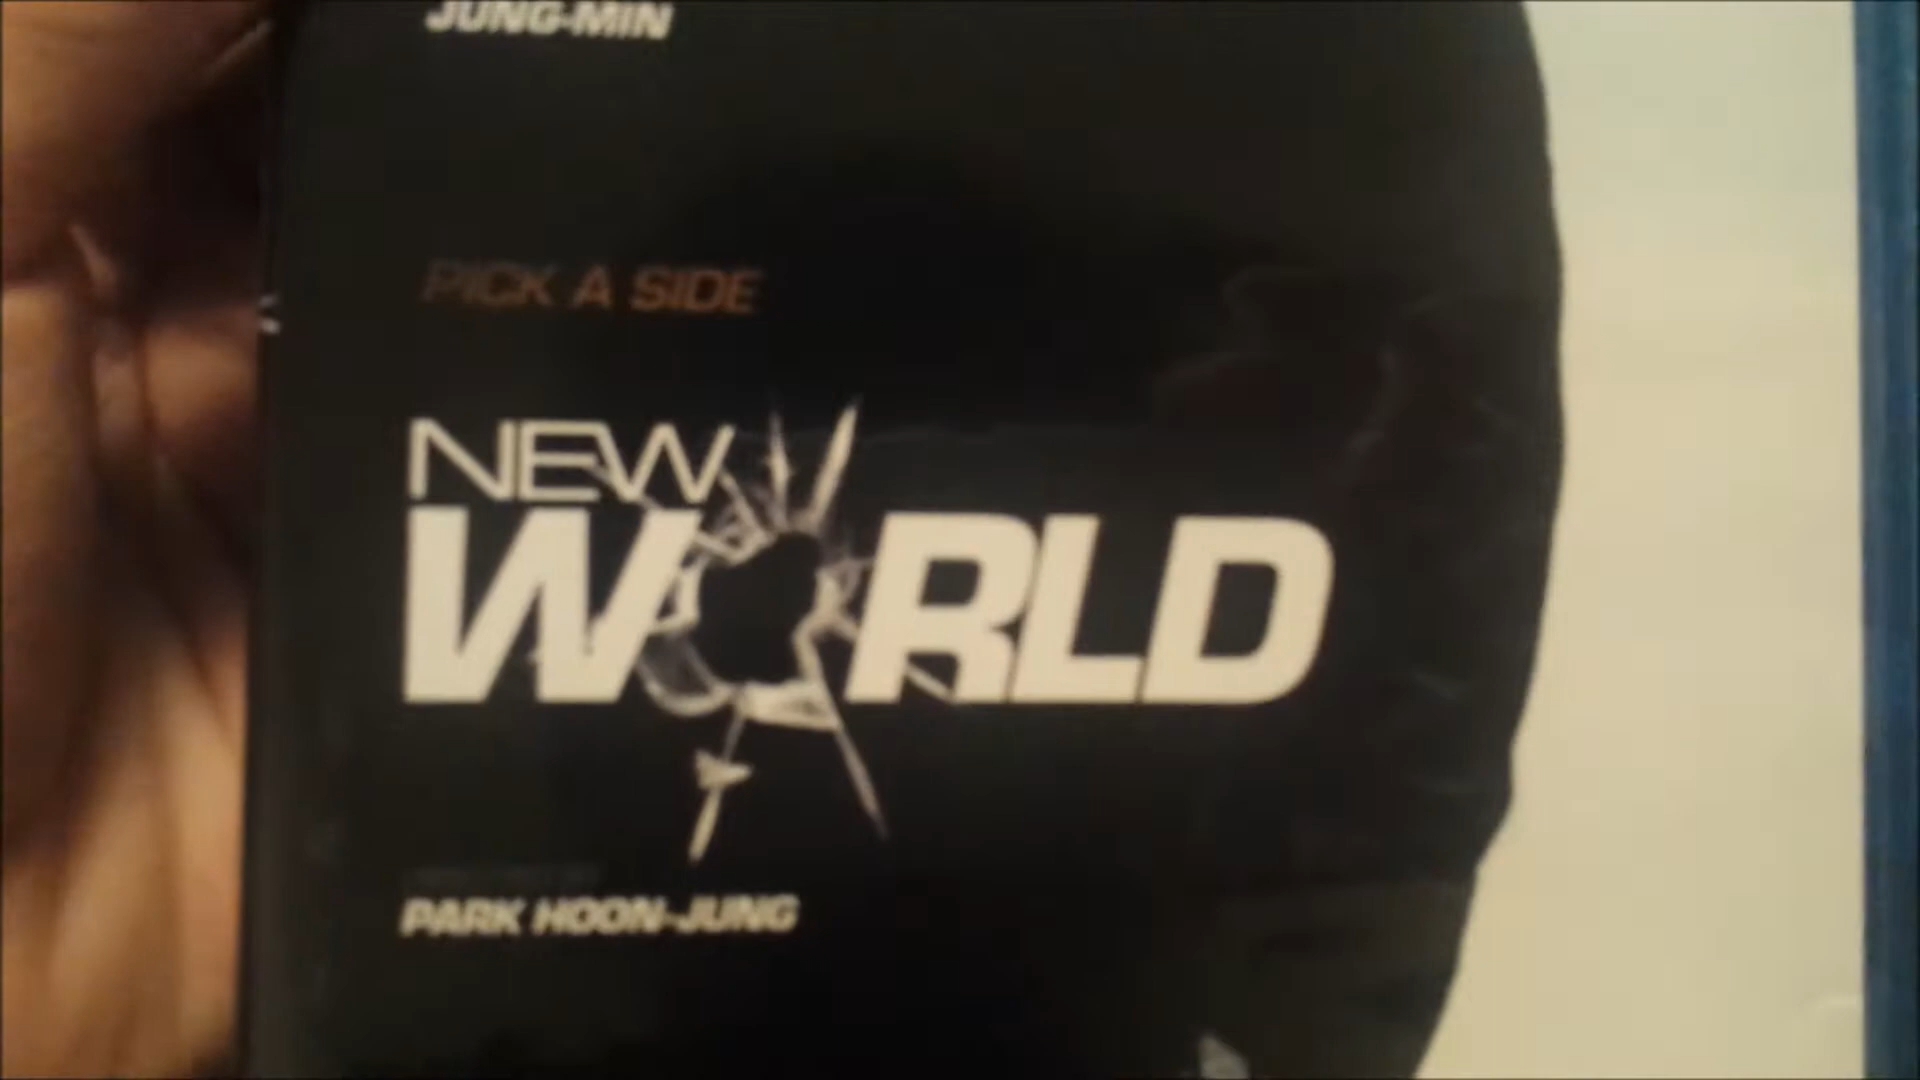 JUNG-MIN
PICK A SIDE
NEW
WORLD
PARK HOON-JUNG